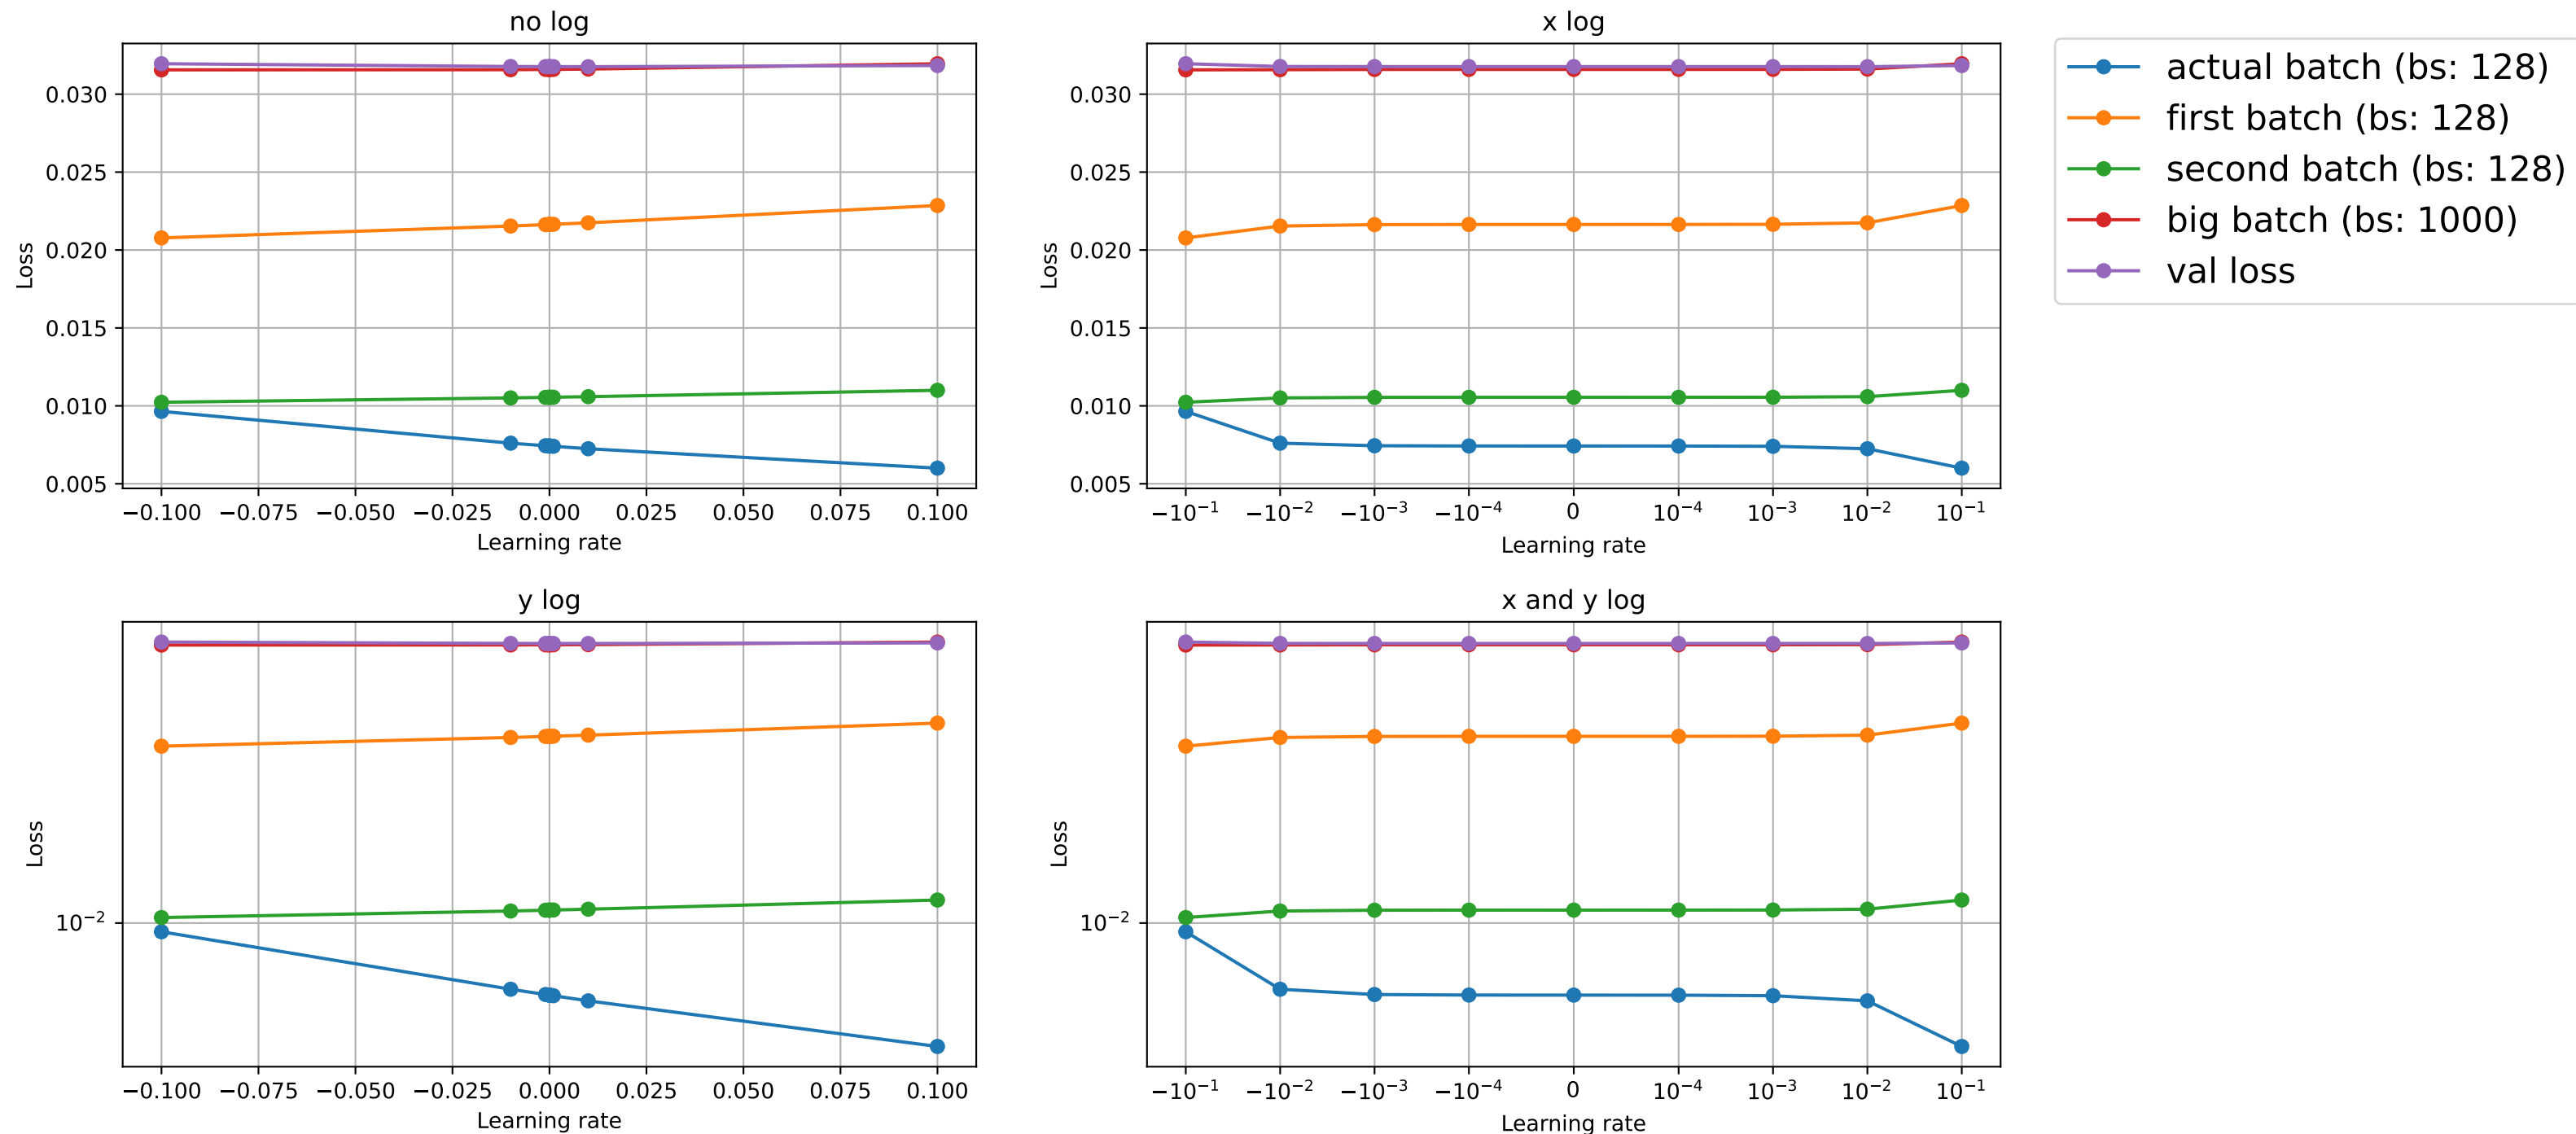 no log
0.030
0.025
0.020
0.015
0.010
0.005
Loss
−0.100 −0.075 −0.050 −0.025 0.000 0.025 0.050 0.075 0.100
Learning rate
x log
0.030
0.025
0.020
0.015
0.010
0.005
Loss
−10⁻¹ −10⁻² −10⁻³ −10⁻⁴ 0 10⁻⁴ 10⁻³ 10⁻² 10⁻¹
Learning rate
actual batch (bs: 128)
first batch (bs: 128)
second batch (bs: 128)
big batch (bs: 1000)
val loss
y log
10⁻²
Loss
−0.100 −0.075 −0.050 −0.025 0.000 0.025 0.050 0.075 0.100
Learning rate
x and y log
10⁻²
Loss
−10⁻¹ −10⁻² −10⁻³ −10⁻⁴ 0 10⁻⁴ 10⁻³ 10⁻² 10⁻¹
Learning rate